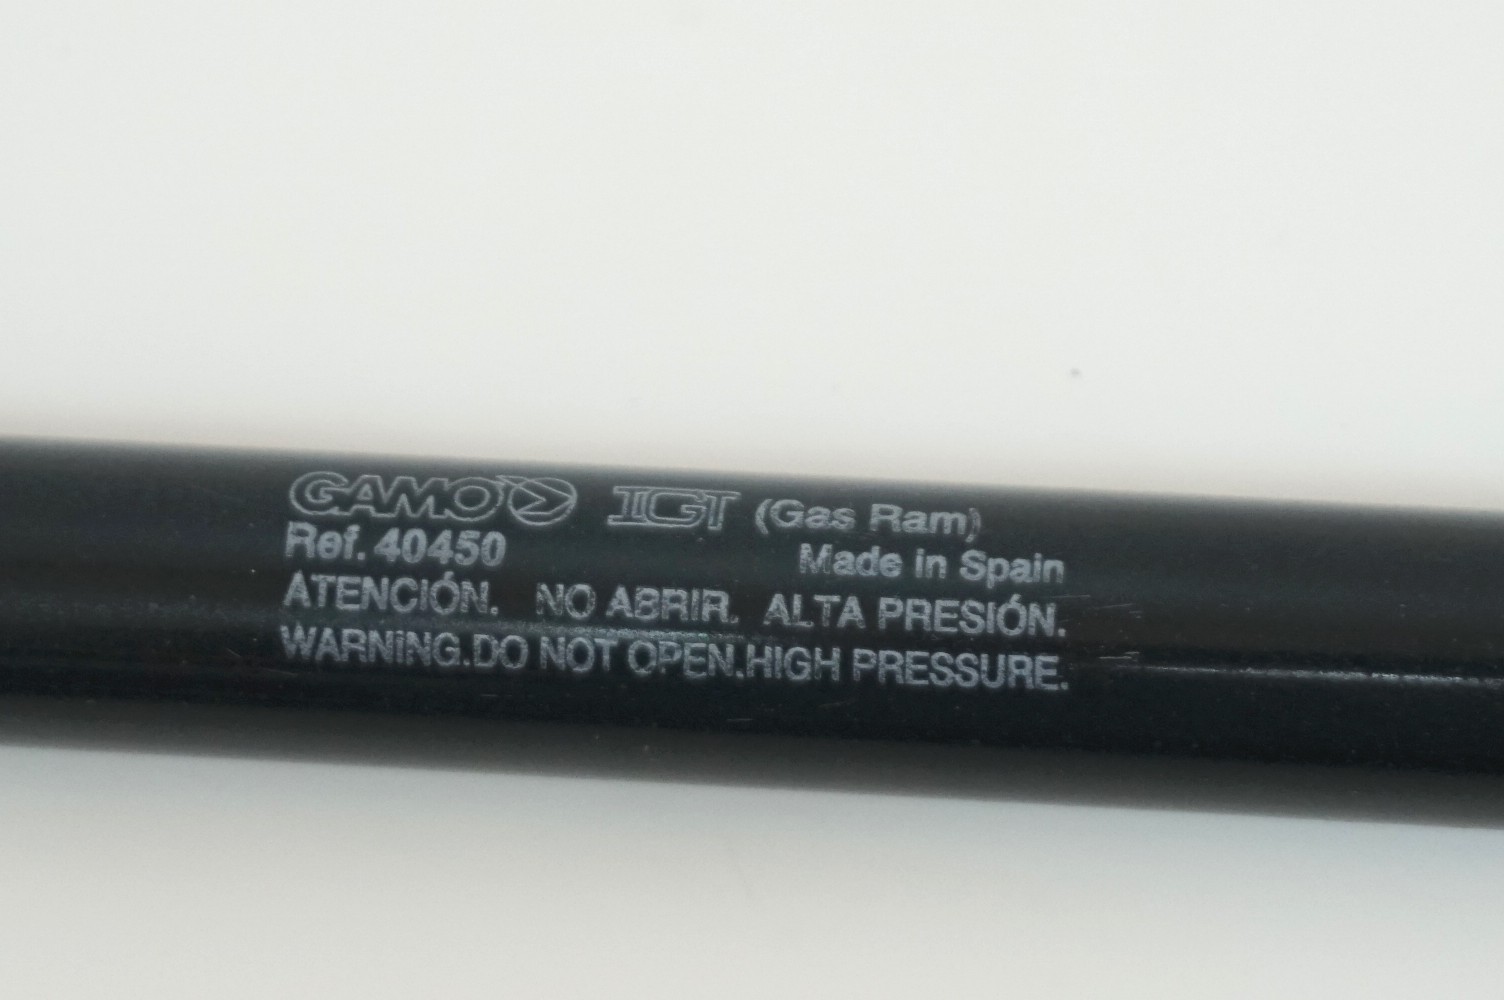 GAMO IGT (Gas Ram)
Ref. 40450 Made in Spain
ATENCIÓN. NO ABRIR. ALTA PRESIÓN.
WARNiNG.DO NOT OPEN.HIGH PRESSURE.